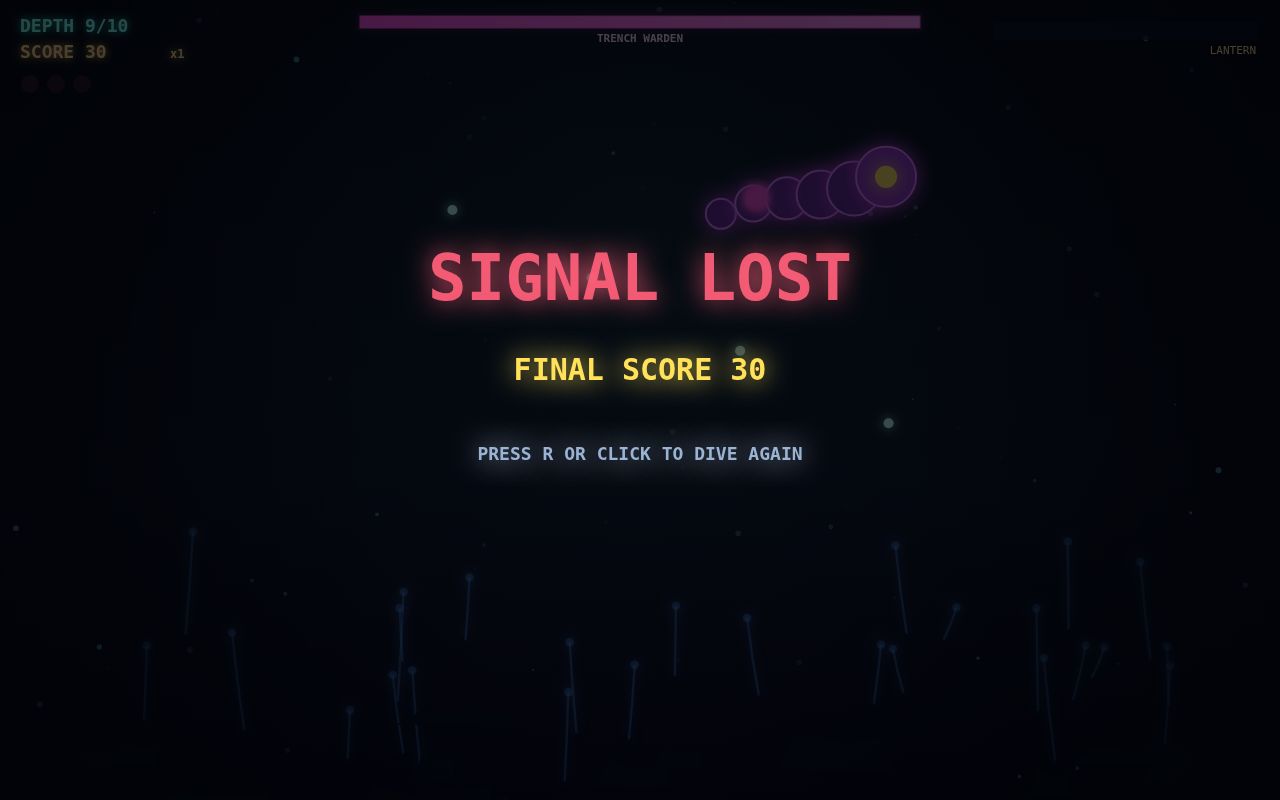 DEPTH 9/10
SCORE 30 x1
TRENCH WARDEN
LANTERN
SIGNAL LOST
FINAL SCORE 30
PRESS R OR CLICK TO DIVE AGAIN